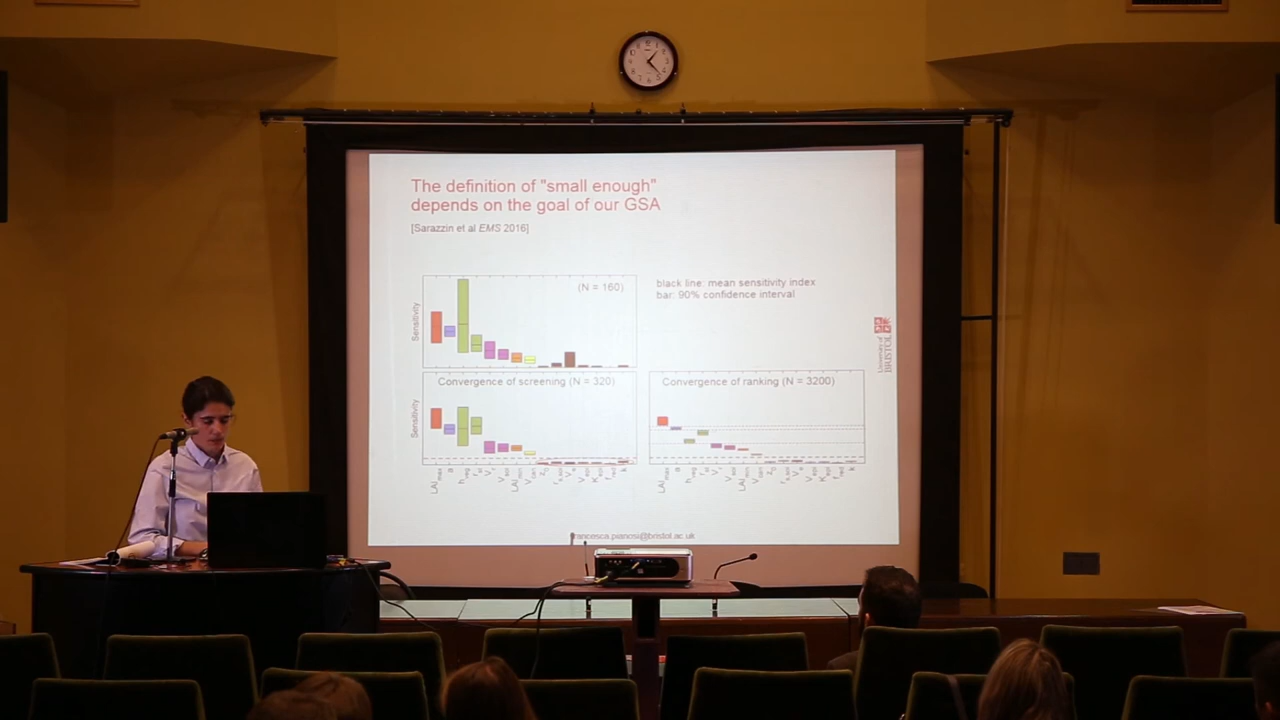 The definition of "small enough"
depends on the goal of our GSA
[Sarazzin et al EMS 2016]
(N = 160)
black line: mean sensitivity index
bar: 90% confidence interval
Sensitivity
University of
BRISTOL
Convergence of screening (N = 320)
Convergence of ranking (N = 3200)
Sensitivity
francesca.pianosi@bristol.ac.uk